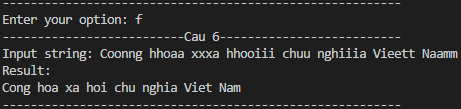 ------------------------------------------------------------
Enter your option: f
---------------------------Cau 6---------------------------
Input string: Coonng hhoaa xxxa hhooiii chuu nghiiia Vieett Naamm
Result:
Cong hoa xa hoi chu nghia Viet Nam
------------------------------------------------------------